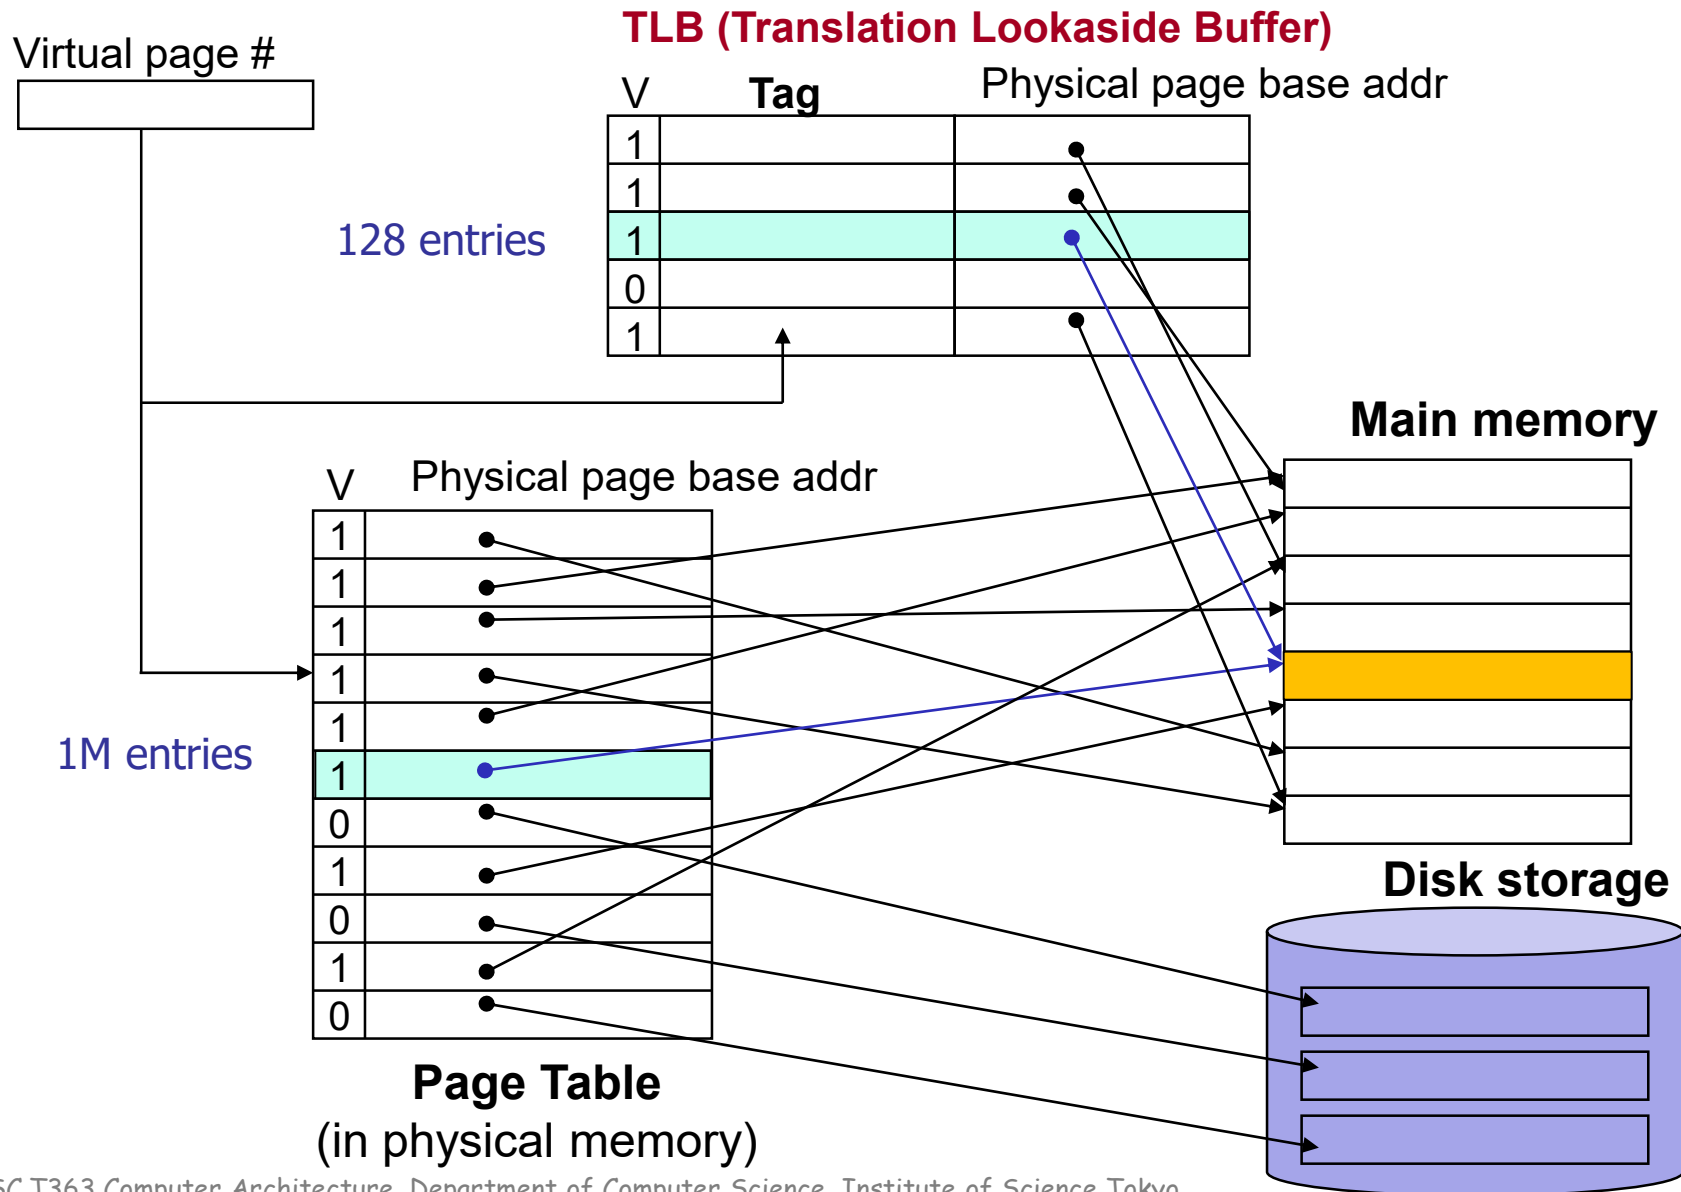 TLB (Translation Lookaside Buffer)
Virtual page #
V Tag Physical page base addr
1
1
1
0
1
128 entries
Main memory
V Physical page base addr
1
1
1
1
1
1
0
1
0
1
0
1M entries
Disk storage
Page Table
(in physical memory)
T363 Computer Architecture, Department of Computer Science, Institute of Science Tokyo